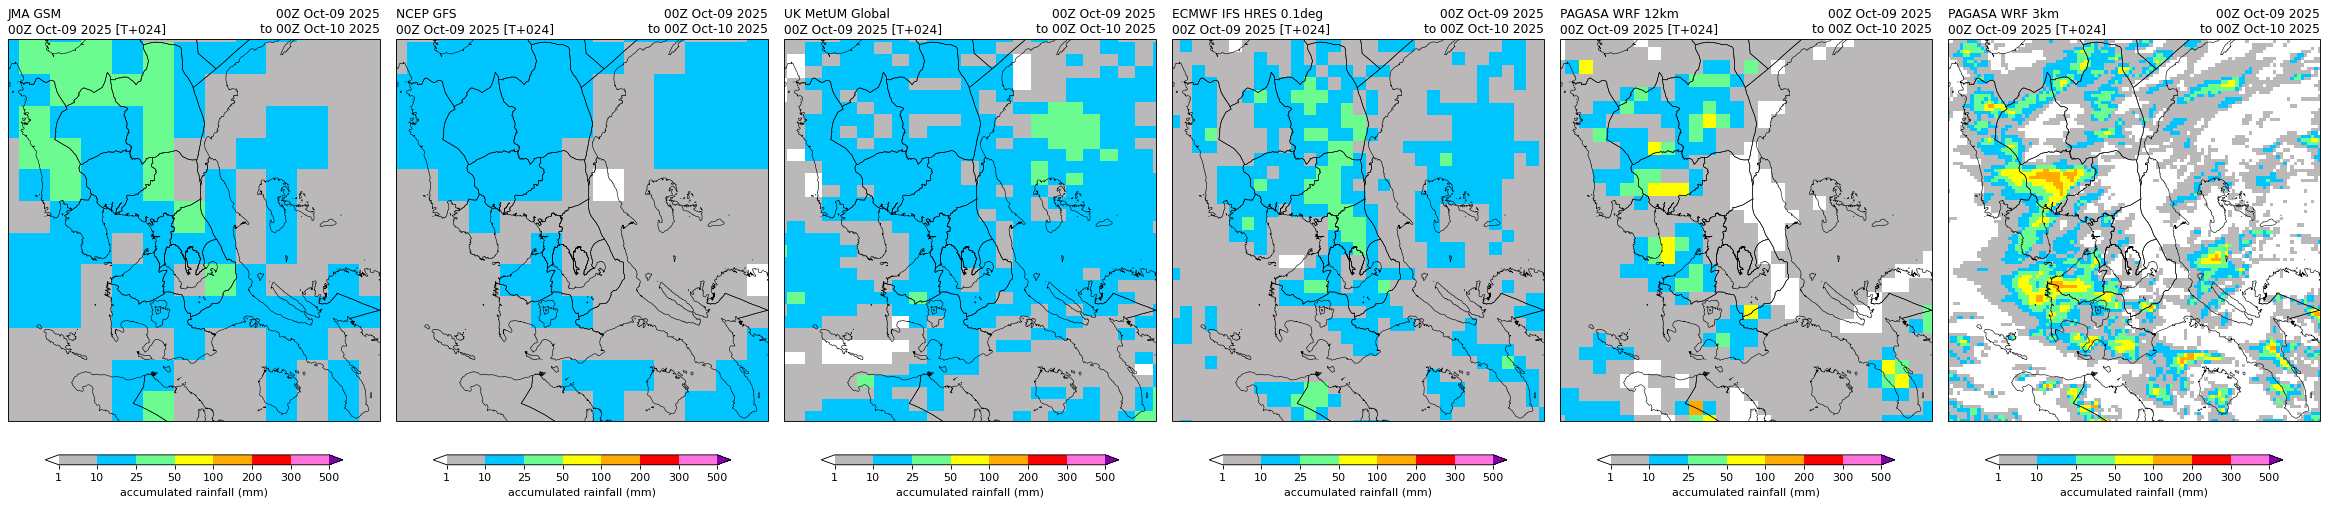 JMA GSM
00Z Oct-09 2025 [T+024]
00Z Oct-09 2025
to 00Z Oct-10 2025
NCEP GFS
00Z Oct-09 2025 [T+024]
00Z Oct-09 2025
to 00Z Oct-10 2025
UK MetUM Global
00Z Oct-09 2025 [T+024]
00Z Oct-09 2025
to 00Z Oct-10 2025
ECMWF IFS HRES 0.1deg
00Z Oct-09 2025 [T+024]
00Z Oct-09 2025
to 00Z Oct-10 2025
PAGASA WRF 12km
00Z Oct-09 2025 [T+024]
00Z Oct-09 2025
to 00Z Oct-10 2025
PAGASA WRF 3km
00Z Oct-09 2025 [T+024]
00Z Oct-09 2025
to 00Z Oct-10 2025
1 10 25 50 100 200 300 500
accumulated rainfall (mm)
1 10 25 50 100 200 300 500
accumulated rainfall (mm)
1 10 25 50 100 200 300 500
accumulated rainfall (mm)
1 10 25 50 100 200 300 500
accumulated rainfall (mm)
1 10 25 50 100 200 300 500
accumulated rainfall (mm)
1 10 25 50 100 200 300 500
accumulated rainfall (mm)